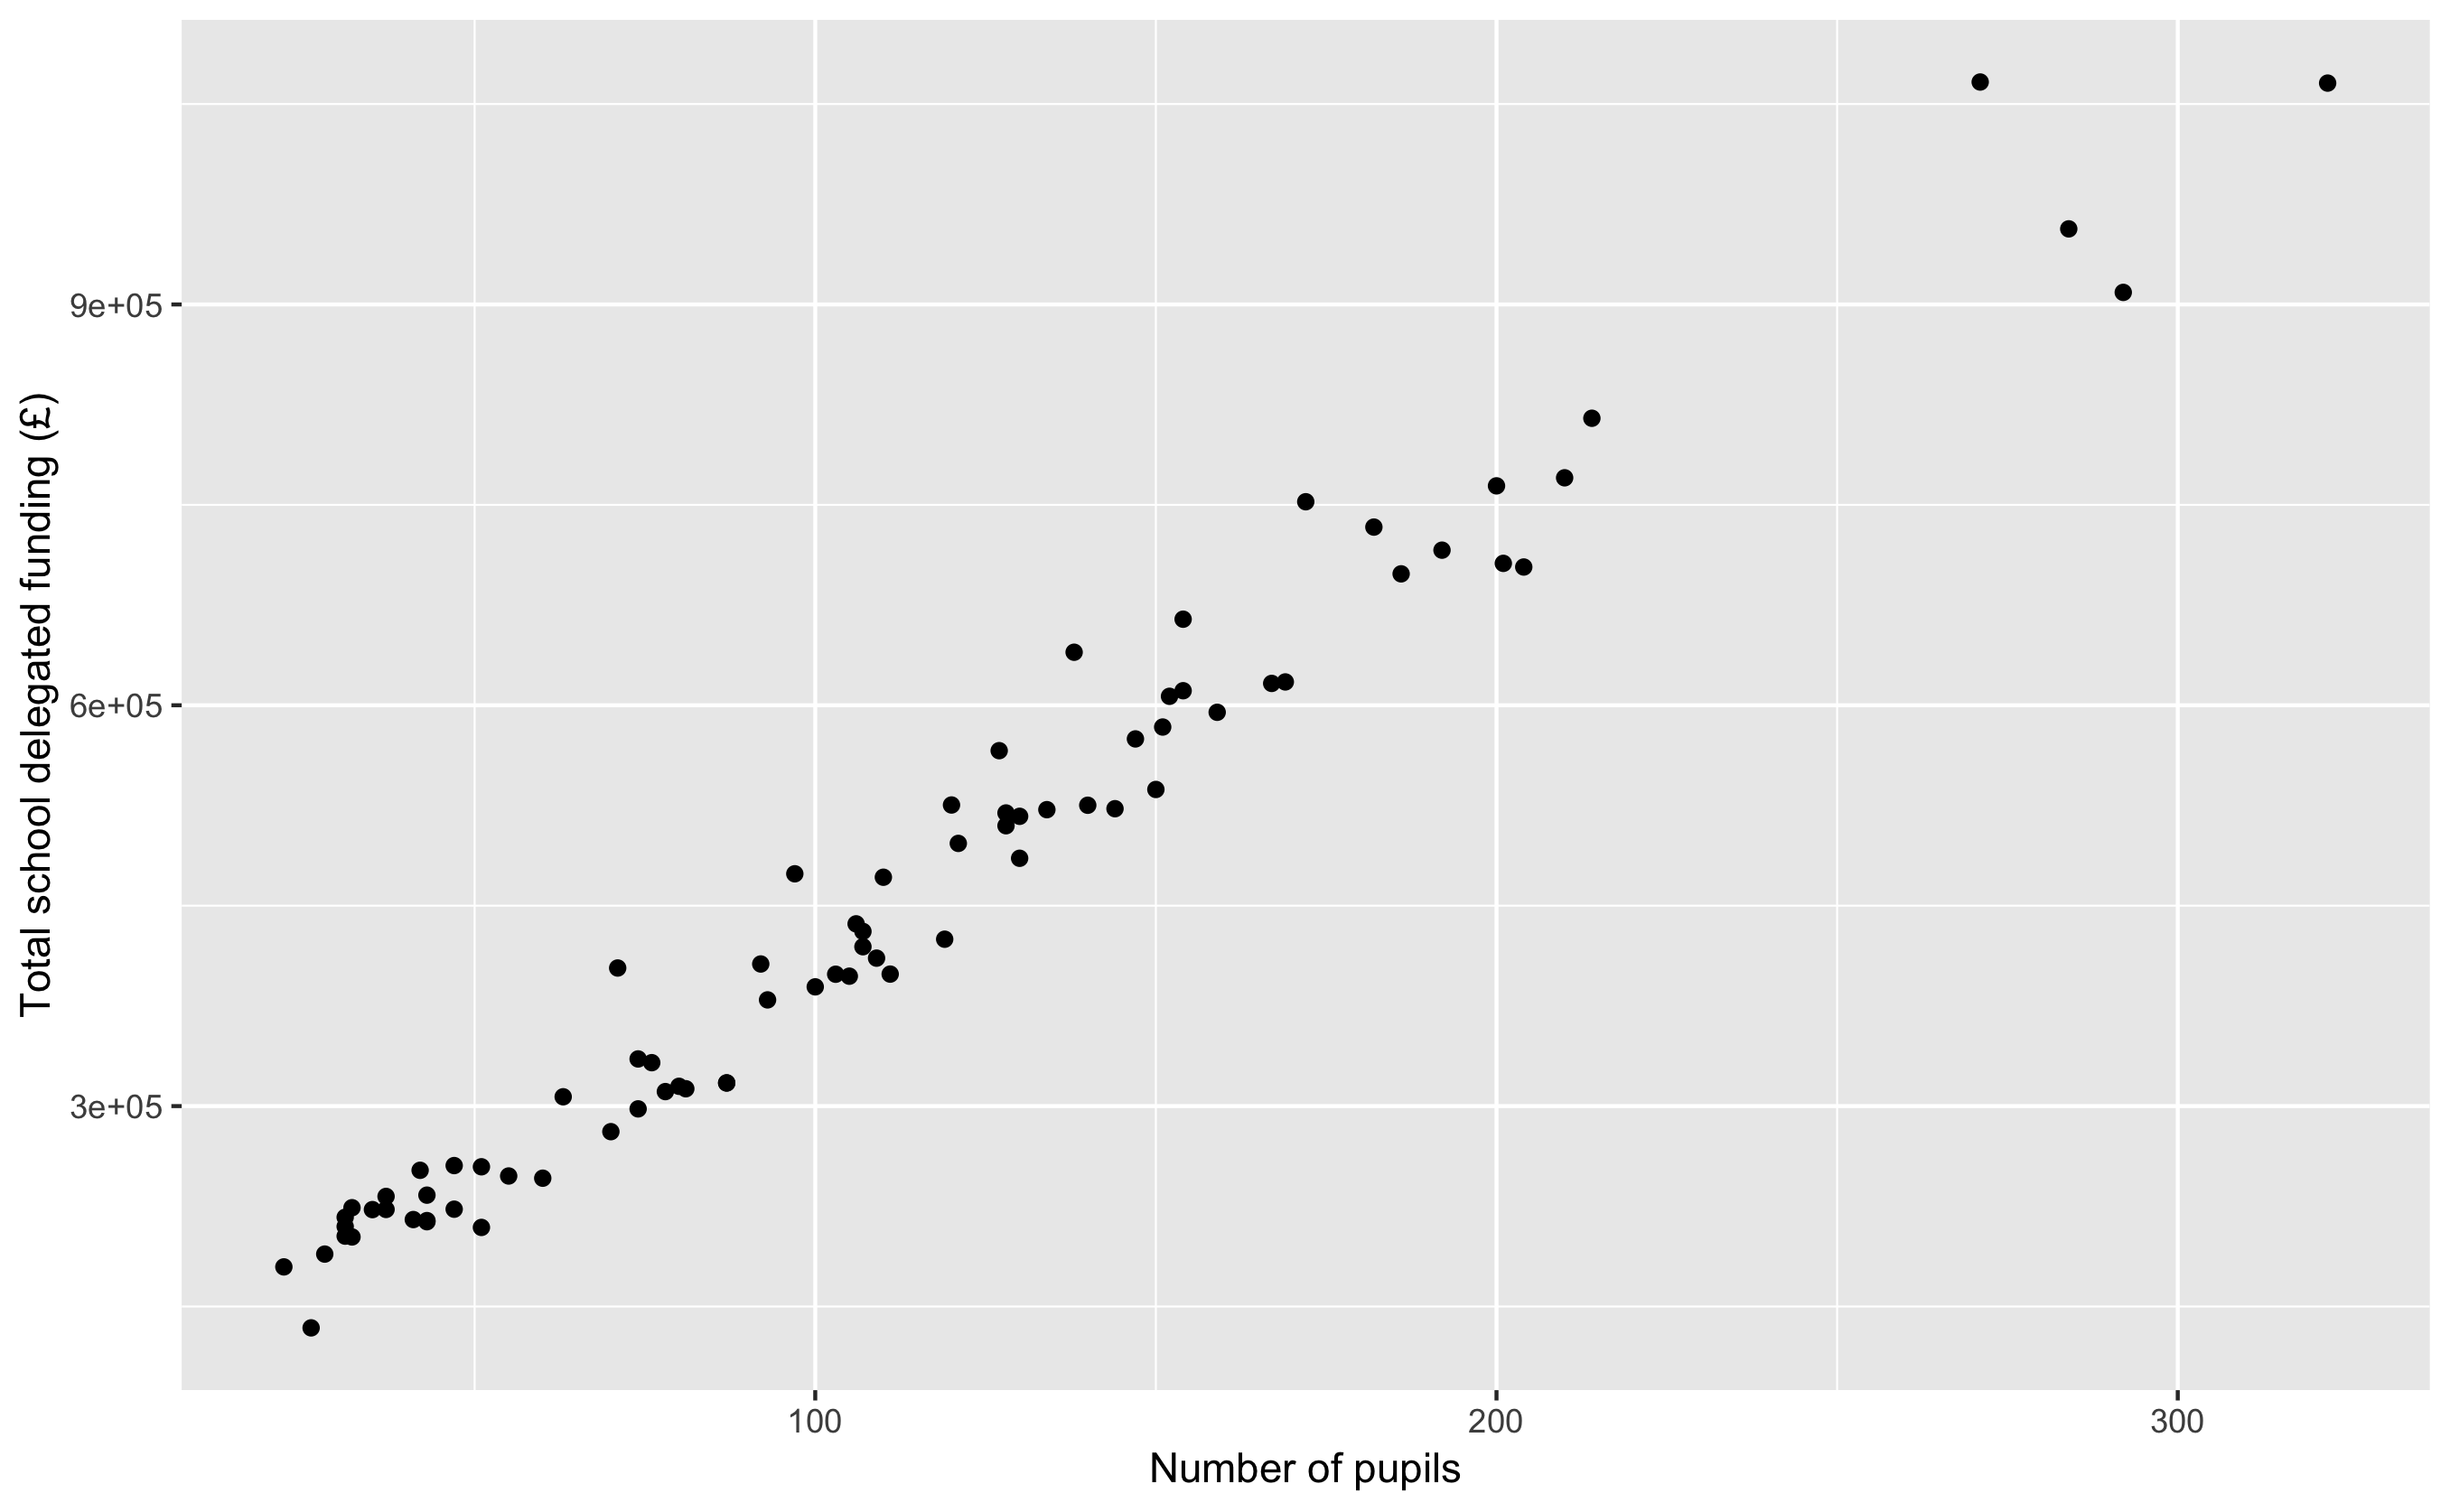 Total school delegated funding (£)
9e+05
6e+05
3e+05
100
200
300
Number of pupils